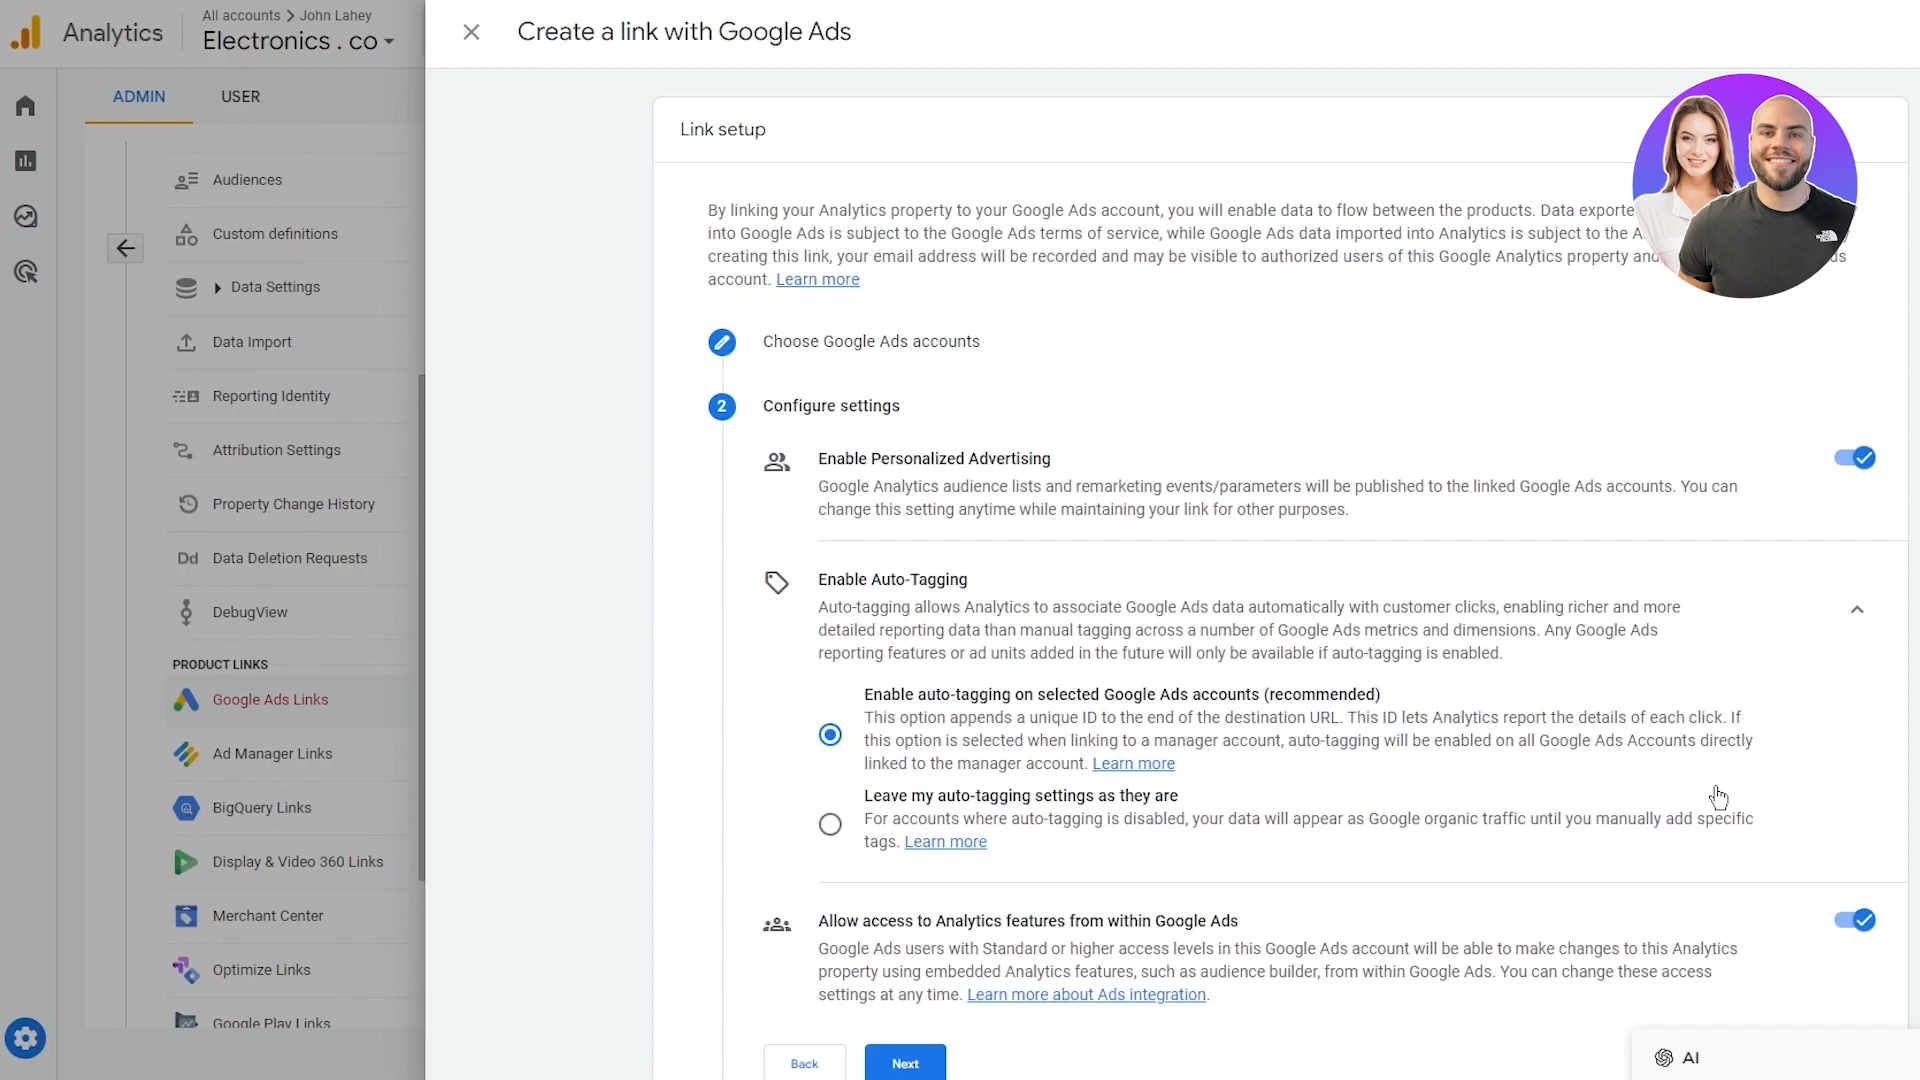 Analytics
All accounts > John Lahey
Electronics . co
Create a link with Google Ads
ADMIN
USER
Audiences
Custom definitions
Data Settings
Data Import
Reporting Identity
Attribution Settings
Property Change History
Dd Data Deletion Requests
DebugView
PRODUCT LINKS
Google Ads Links
Ad Manager Links
BigQuery Links
Display & Video 360 Links
Merchant Center
Optimize Links
Google Play Links
Link setup
By linking your Analytics property to your Google Ads account, you will enable data to flow between the products. Data exporte
into Google Ads is subject to the Google Ads terms of service, while Google Ads data imported into Analytics is subject to the A
creating this link, your email address will be recorded and may be visible to authorized users of this Google Analytics property and
account. Learn more
Choose Google Ads accounts
2 Configure settings
Enable Personalized Advertising
Google Analytics audience lists and remarketing events/parameters will be published to the linked Google Ads accounts. You can
change this setting anytime while maintaining your link for other purposes.
Enable Auto-Tagging
Auto-tagging allows Analytics to associate Google Ads data automatically with customer clicks, enabling richer and more
detailed reporting data than manual tagging across a number of Google Ads metrics and dimensions. Any Google Ads
reporting features or ad units added in the future will only be available if auto-tagging is enabled.
Enable auto-tagging on selected Google Ads accounts (recommended)
This option appends a unique ID to the end of the destination URL. This ID lets Analytics report the details of each click. If
this option is selected when linking to a manager account, auto-tagging will be enabled on all Google Ads Accounts directly
linked to the manager account. Learn more
Leave my auto-tagging settings as they are
For accounts where auto-tagging is disabled, your data will appear as Google organic traffic until you manually add specific
tags. Learn more
Allow access to Analytics features from within Google Ads
Google Ads users with Standard or higher access levels in this Google Ads account will be able to make changes to this Analytics
property using embedded Analytics features, such as audience builder, from within Google Ads. You can change these access
settings at any time. Learn more about Ads integration.
Back
Next
AI